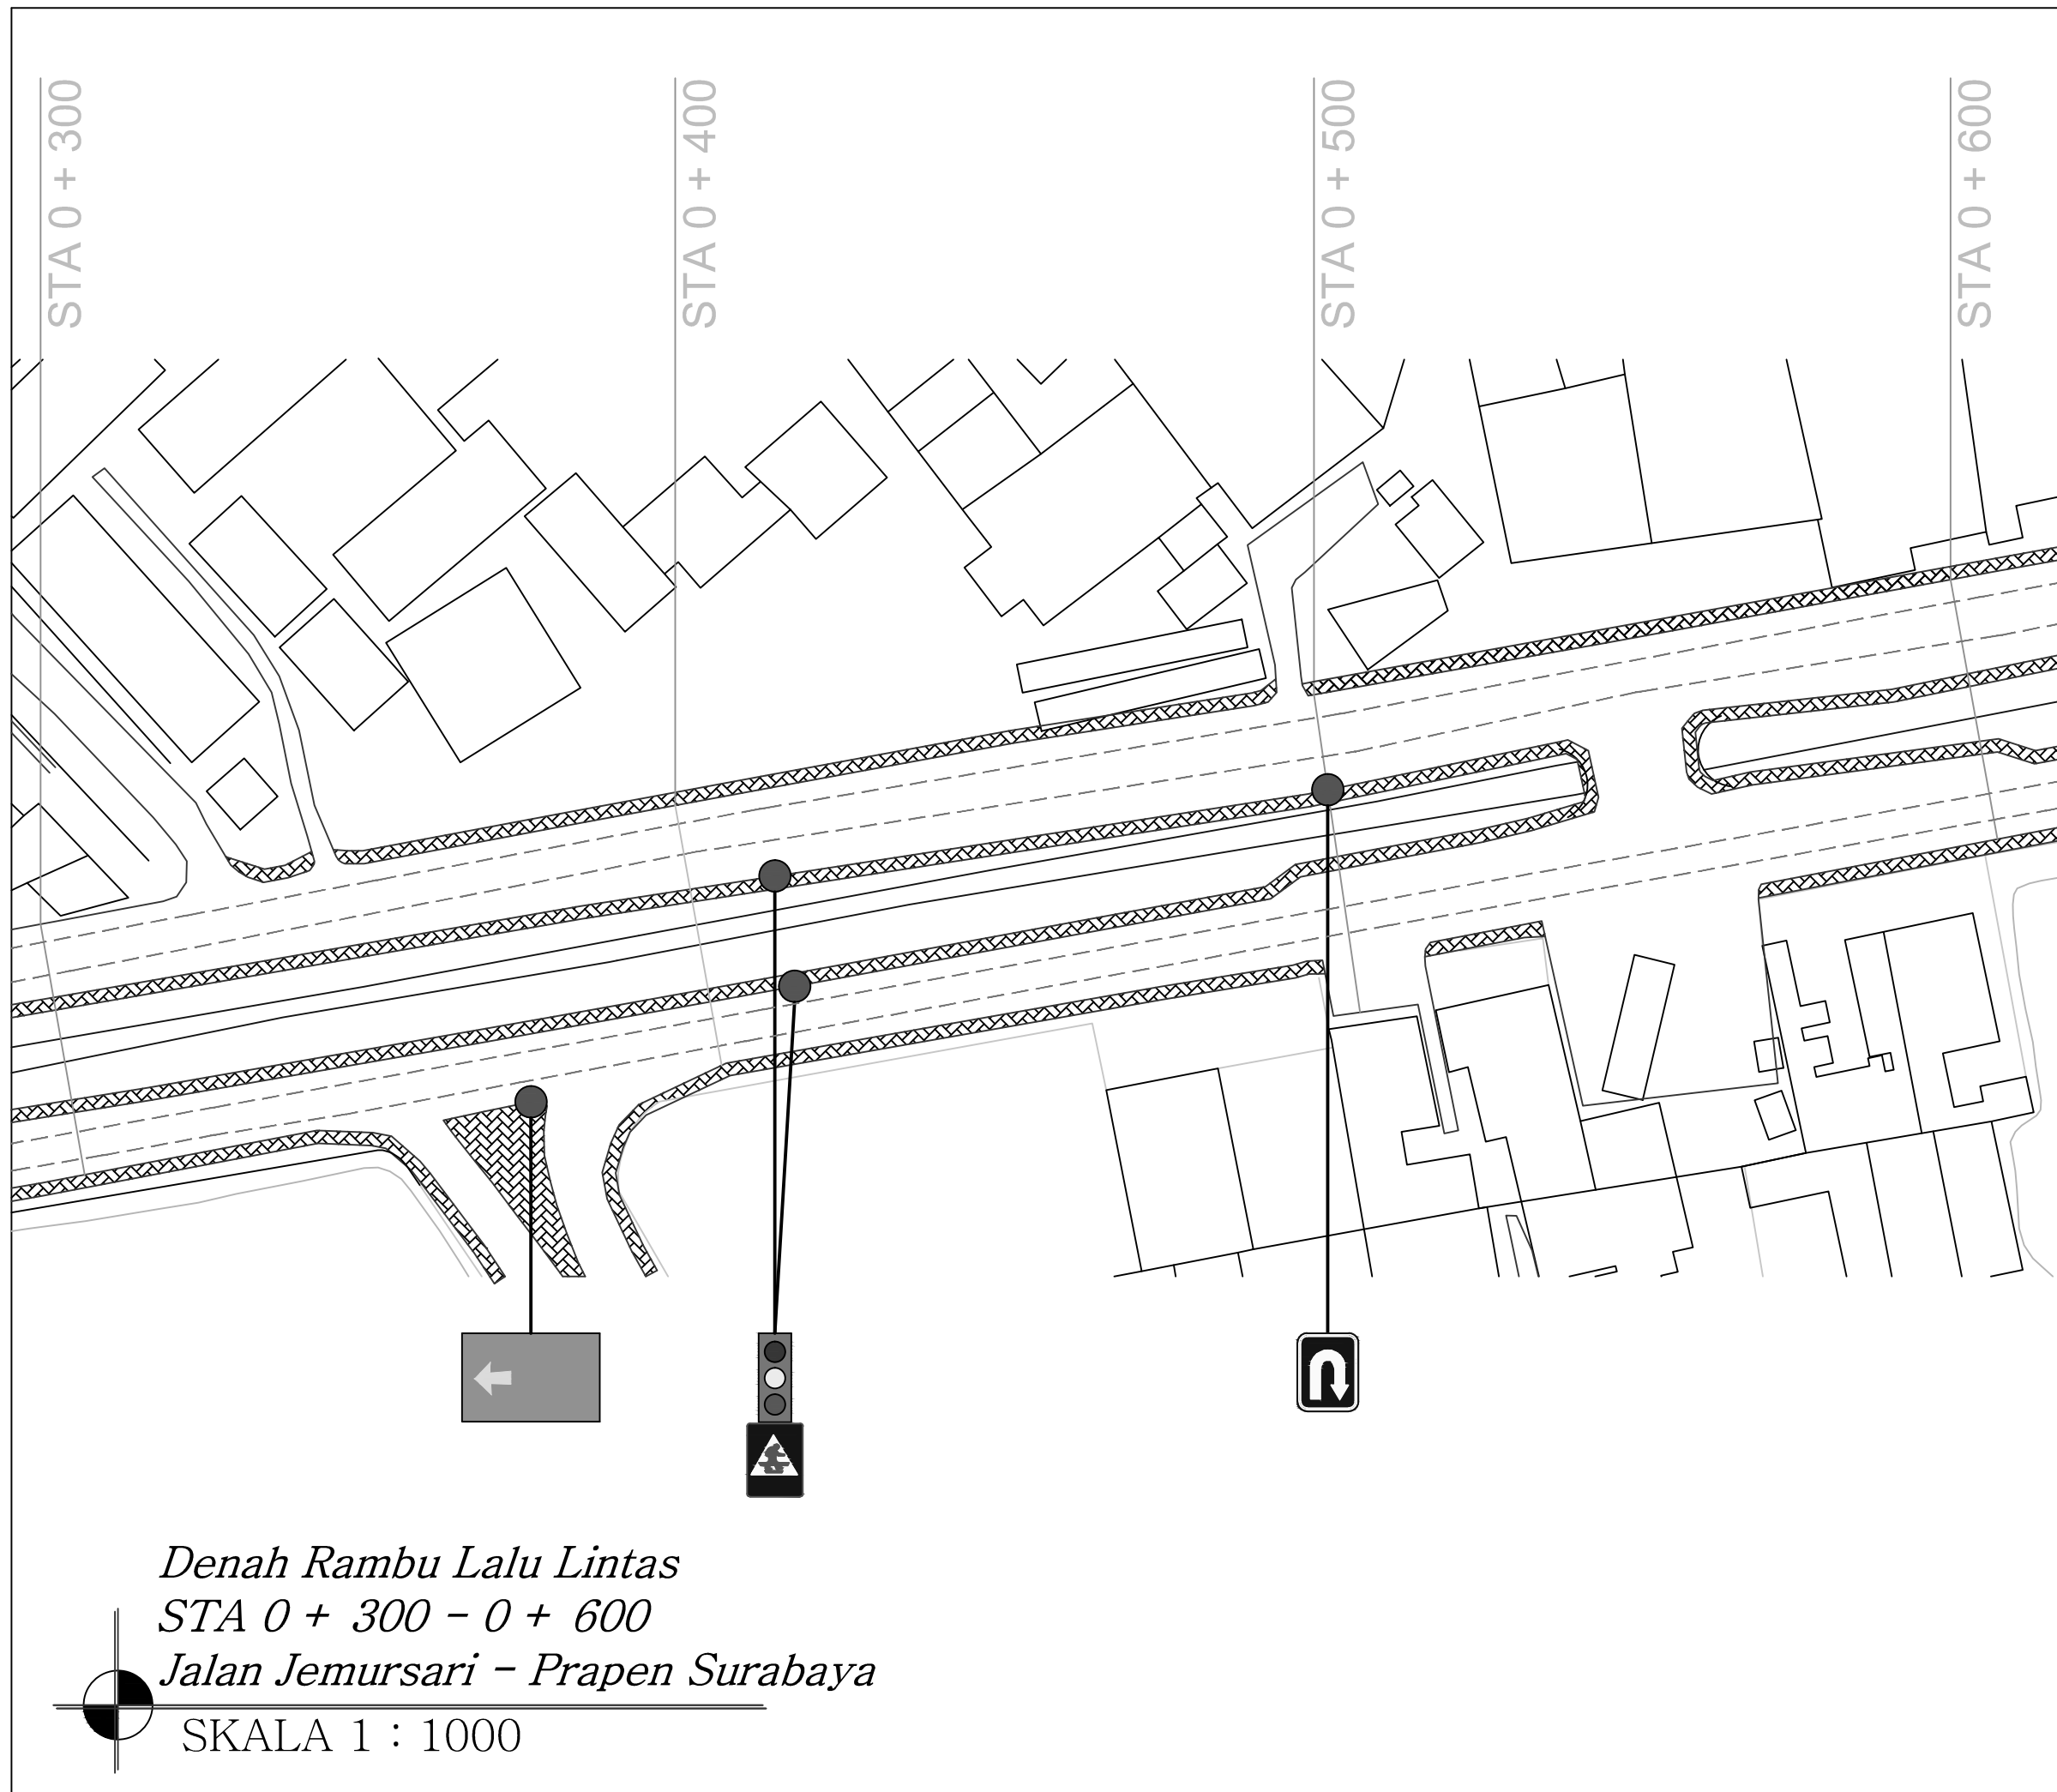 STA 0 + 300
STA 0 + 400
STA 0 + 500
STA 0 + 600
Denah Rambu Lalu Lintas
STA 0 + 300 - 0 + 600
Jalan Jemursari - Prapen Surabaya
SKALA 1 : 1000